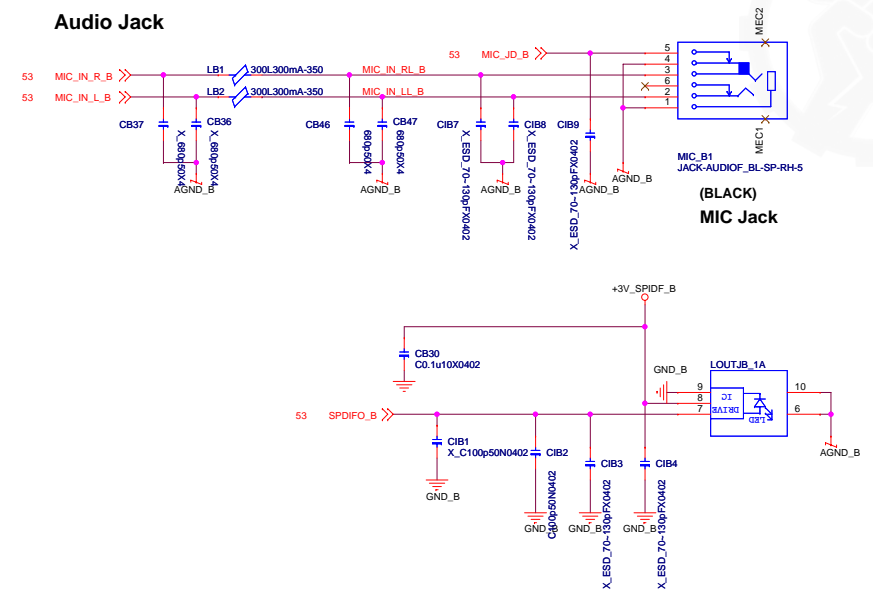 Audio Jack
MEC2
53 MIC_JD_B
5
4
3
6
2
1
53 MIC_IN_R_B
LB1 300L300mA-350
MIC_IN_RL_B
53 MIC_IN_L_B
LB2 300L300mA-350
MIC_IN_LL_B
CB37
X_680p50X4
CB36
X_680p50X4
CB46
680p50X4
CB47
680p50X4
CIB7
X_ESD_70~130pFX0402
CIB8
X_ESD_70~130pFX0402
CIB9
X_ESD_70~130pFX0402
MEC1
AGND_B
AGND_B
AGND_B
AGND_B
AGND_B
MIC_B1
JACK-AUDIOF_BL-SP-RH-5
(BLACK)
MIC Jack
+3V_SPIDF_B
CB30
C0.1u10X0402
GND_B
LOUTJB_1A
9
8
7
10
6
DRIVE
IC
LED
53 SPDIFO_B
AGND_B
CIB1
X_C100p50N0402
GND_B
CIB2
C100p50N0402
GND_B
CIB3
X_ESD_70~130pFX0402
GND_B
CIB4
X_ESD_70~130pFX0402
GND_B